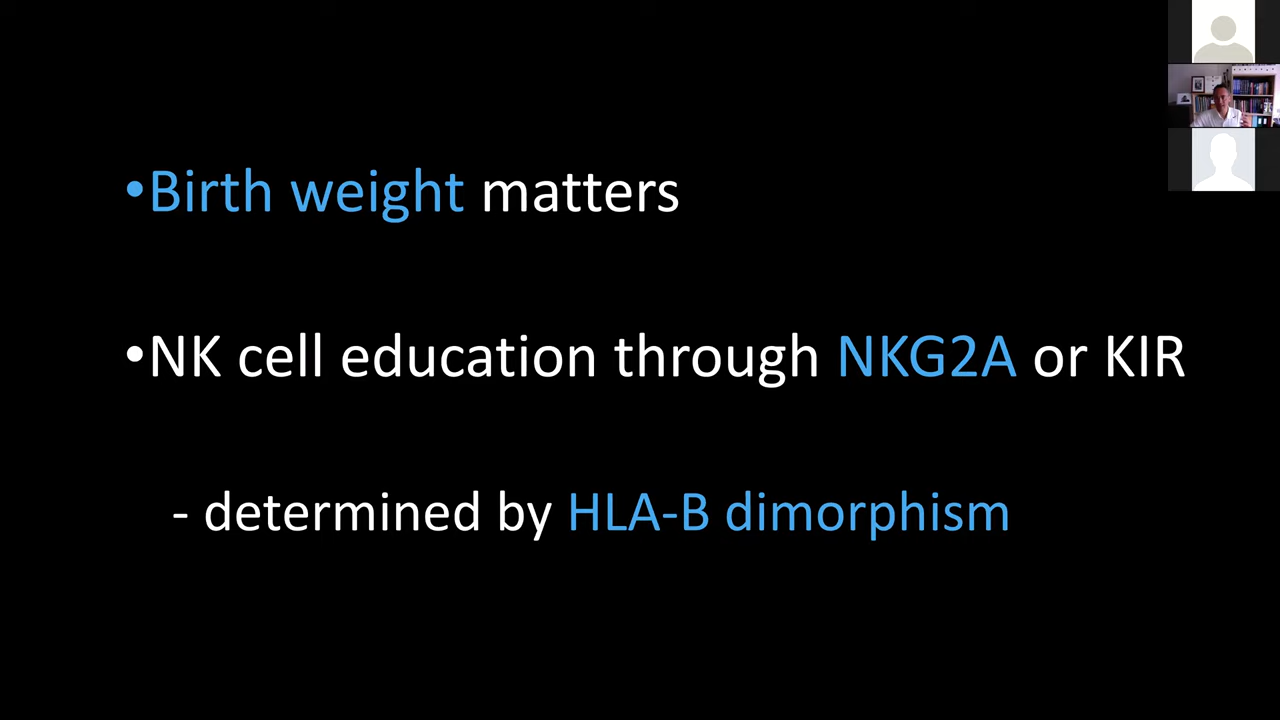 •Birth weight matters
•NK cell education through NKG2A or KIR
- determined by HLA-B dimorphism